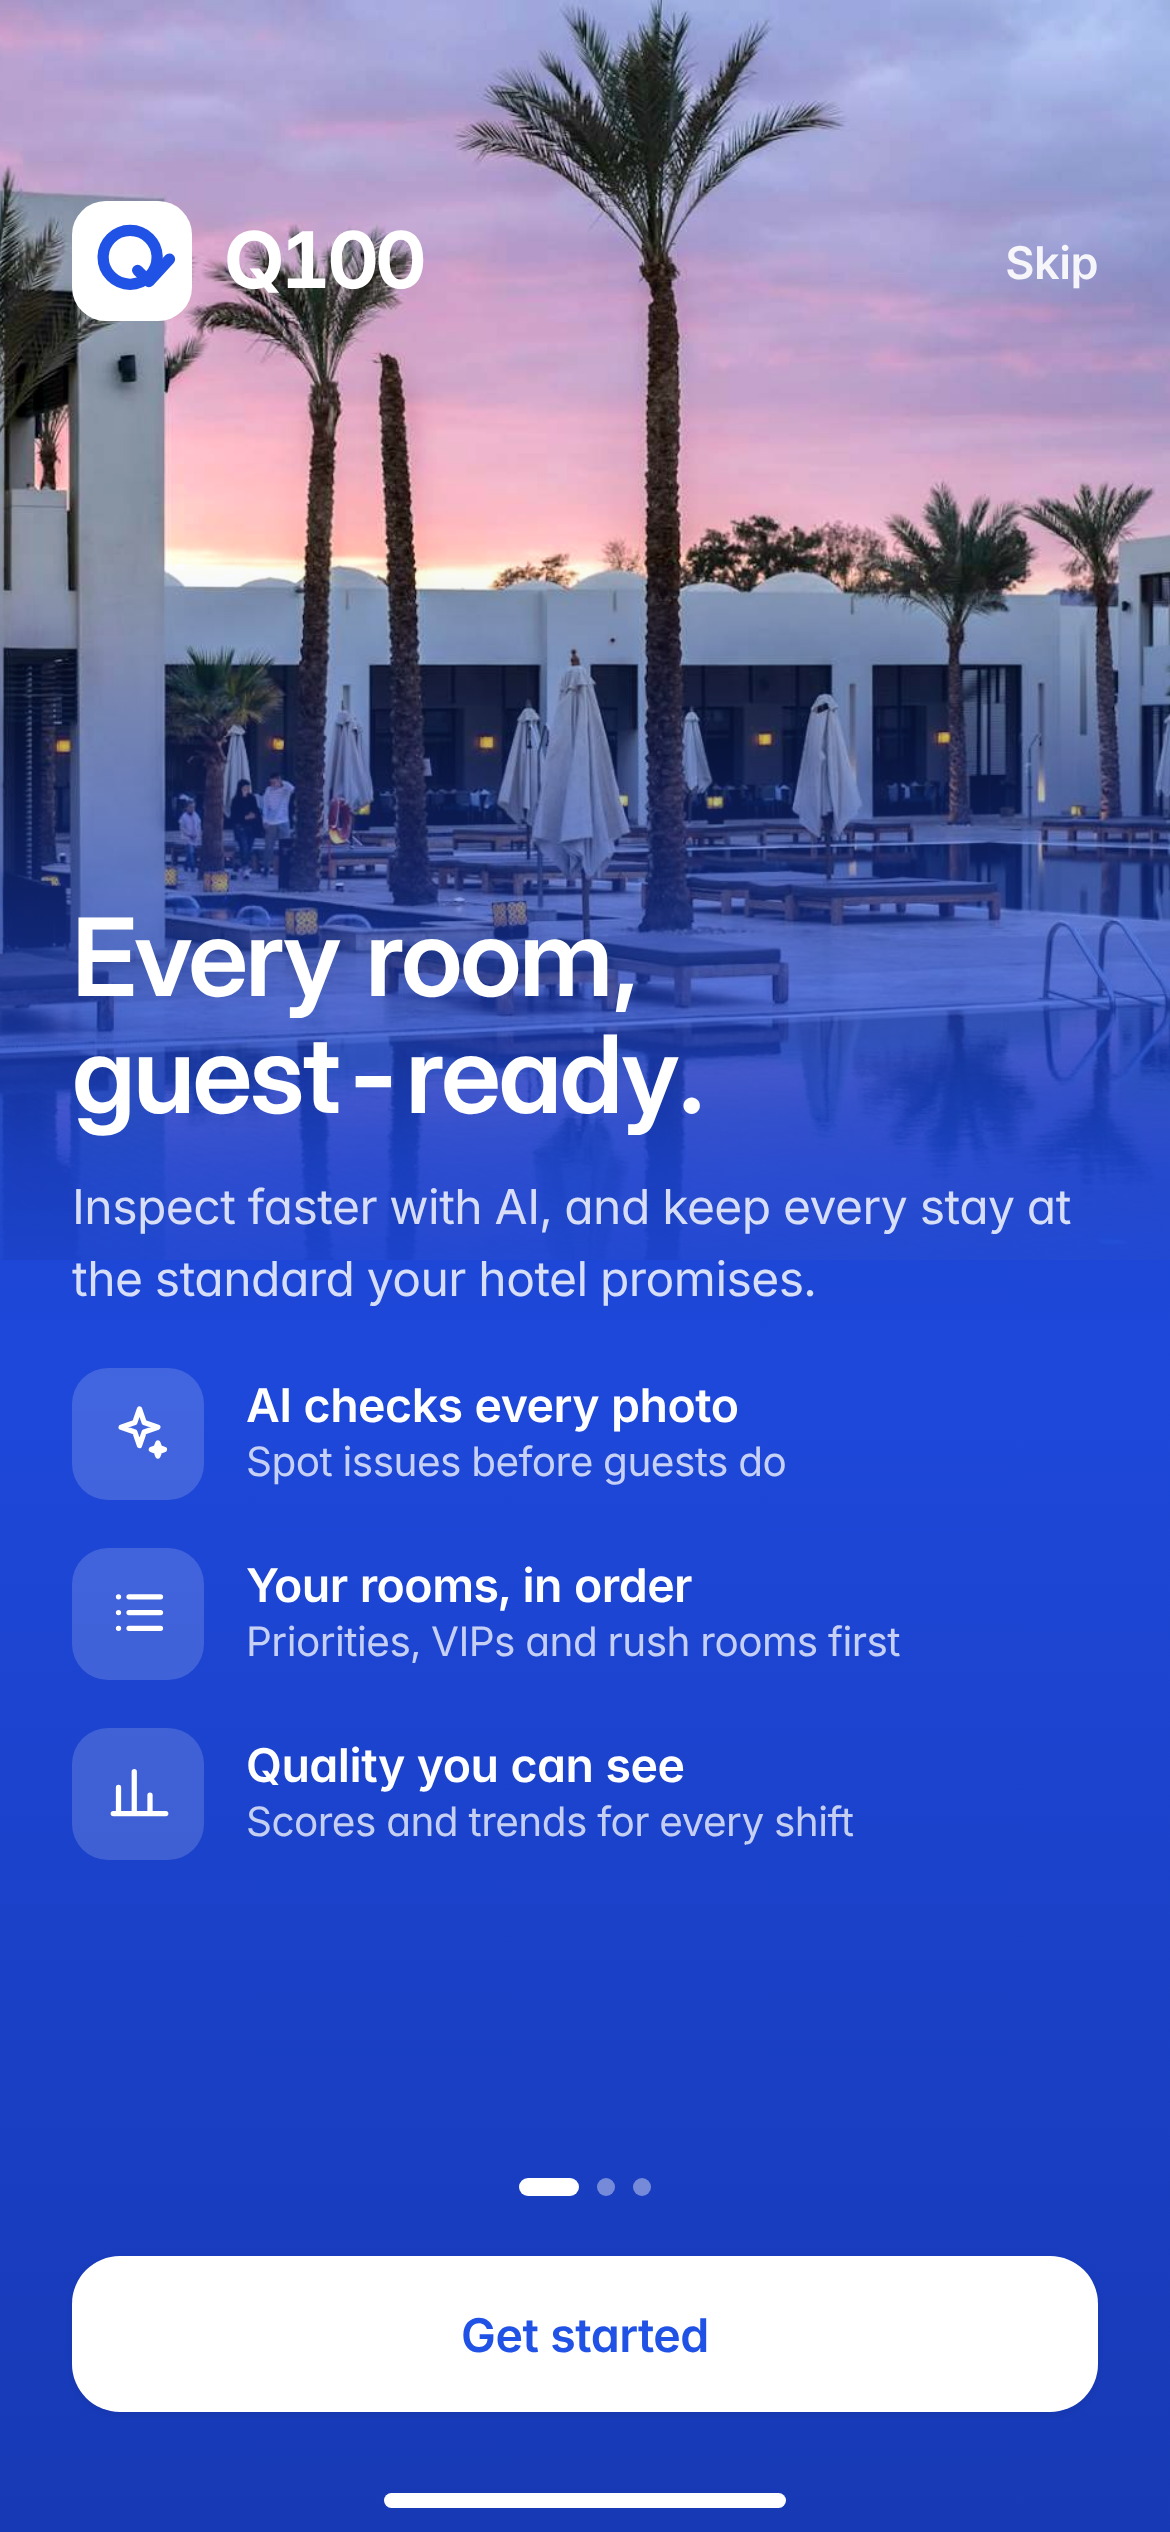 Q100
Skip
Every room,
guest-ready.
Inspect faster with AI, and keep every stay at
the standard your hotel promises.
AI checks every photo
Spot issues before guests do
Your rooms, in order
Priorities, VIPs and rush rooms first
Quality you can see
Scores and trends for every shift
Get started